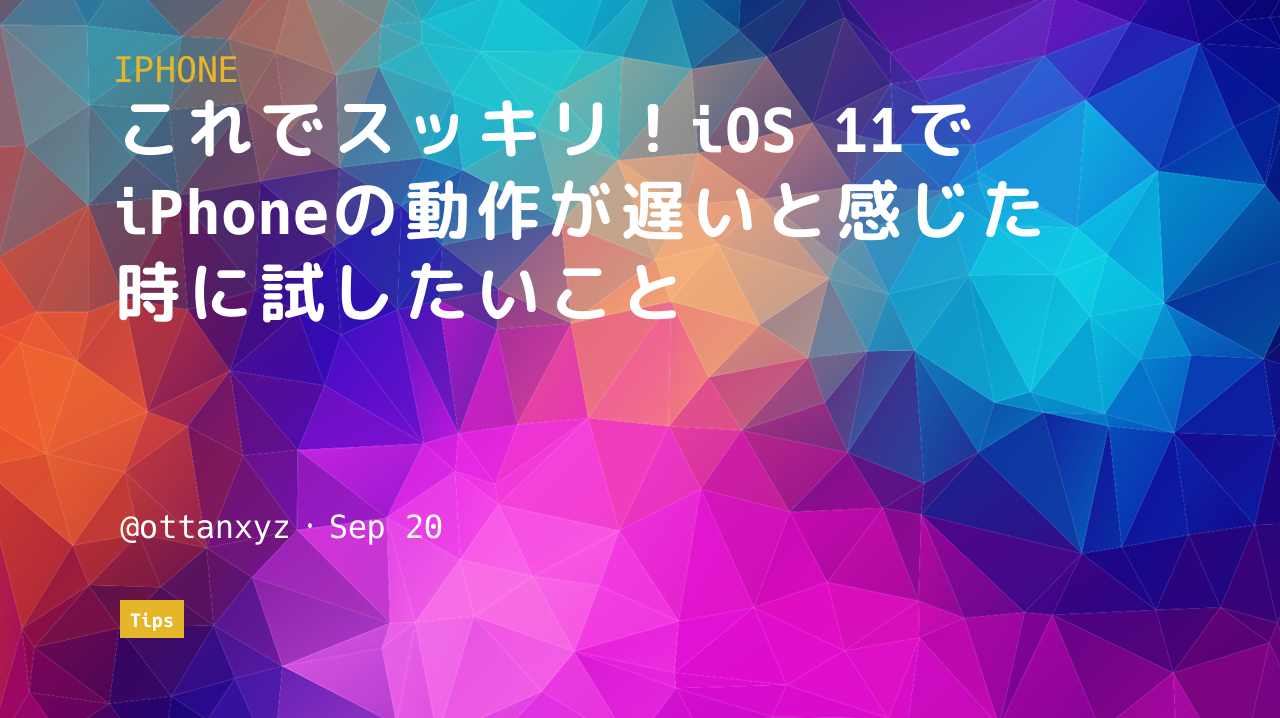 IPHONE
これでスッキリ！iOS 11で
iPhoneの動作が遅いと感じた
時に試したいこと
@ottanxyz · Sep 20
Tips